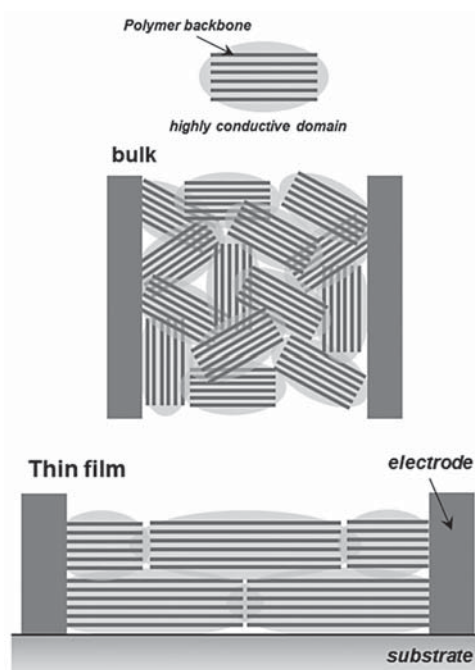 Polymer backbone
highly conductive domain
bulk
Thin film
electrode
substrate